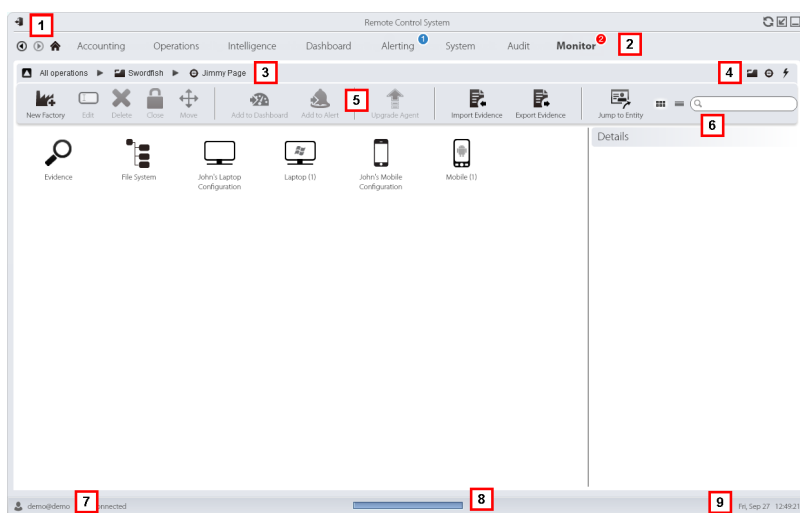 Remote Control System
1
Accounting Operations Intelligence Dashboard Alerting 1 System Audit Monitor 2 2
All operations Swordfish Jimmy Page 3 4
New Factory Edit Delete Close Move Add to Dashboard Add to Alert 5 Upgrade Agent Import Evidence Export Evidence Jump to Entity 6
Details
Evidence File System John's Laptop Configuration Laptop (1) John's Mobile Configuration Mobile (1)
demo@demo 7 8 9 Fri, Sep 27 12:49:21